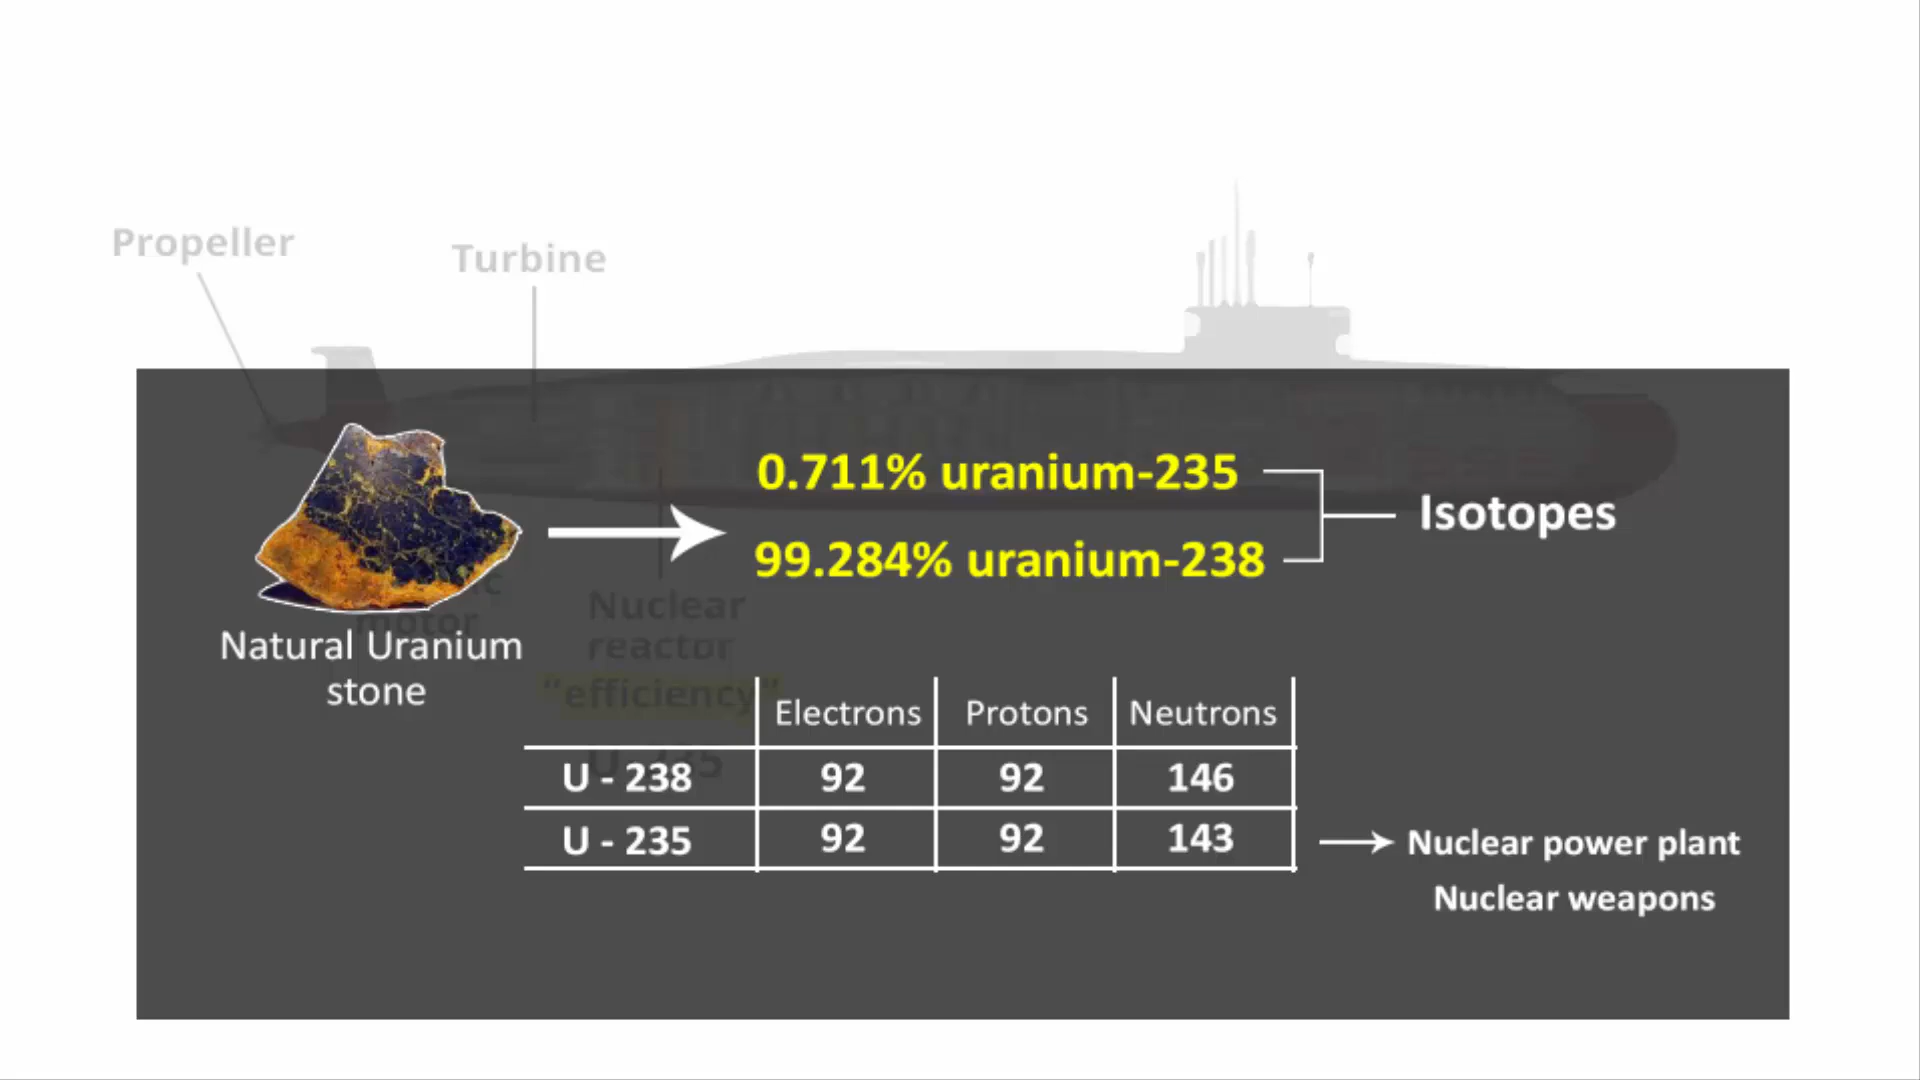 Propeller
Turbine
0.711% uranium-235
99.284% uranium-238
Isotopes
motor
Natural Uranium
stone
Nuclear
reactor
"efficiency"
Electrons Protons Neutrons
U - 238 92 92 146
U - 235 92 92 143
Nuclear power plant
Nuclear weapons